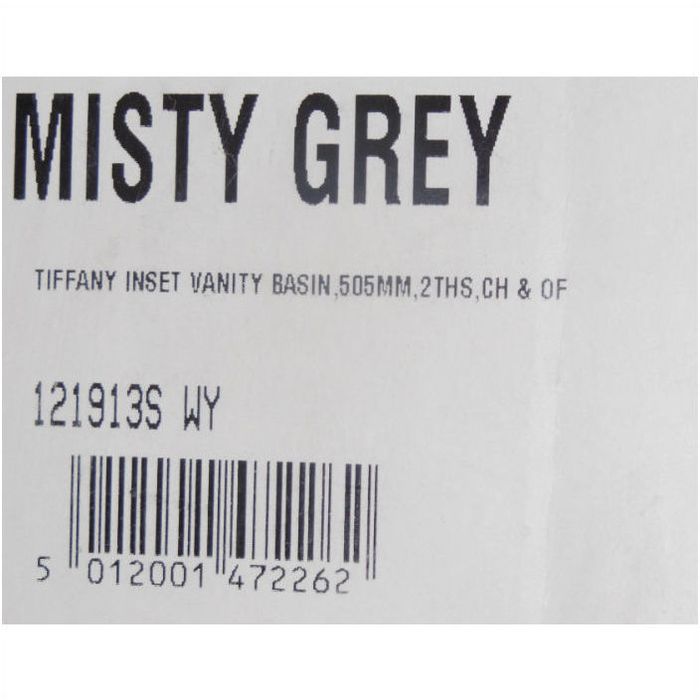 MISTY GREY
TIFFANY INSET VANITY BASIN,505MM,2THS,CH & OF
121913S WY
5 012001 472262